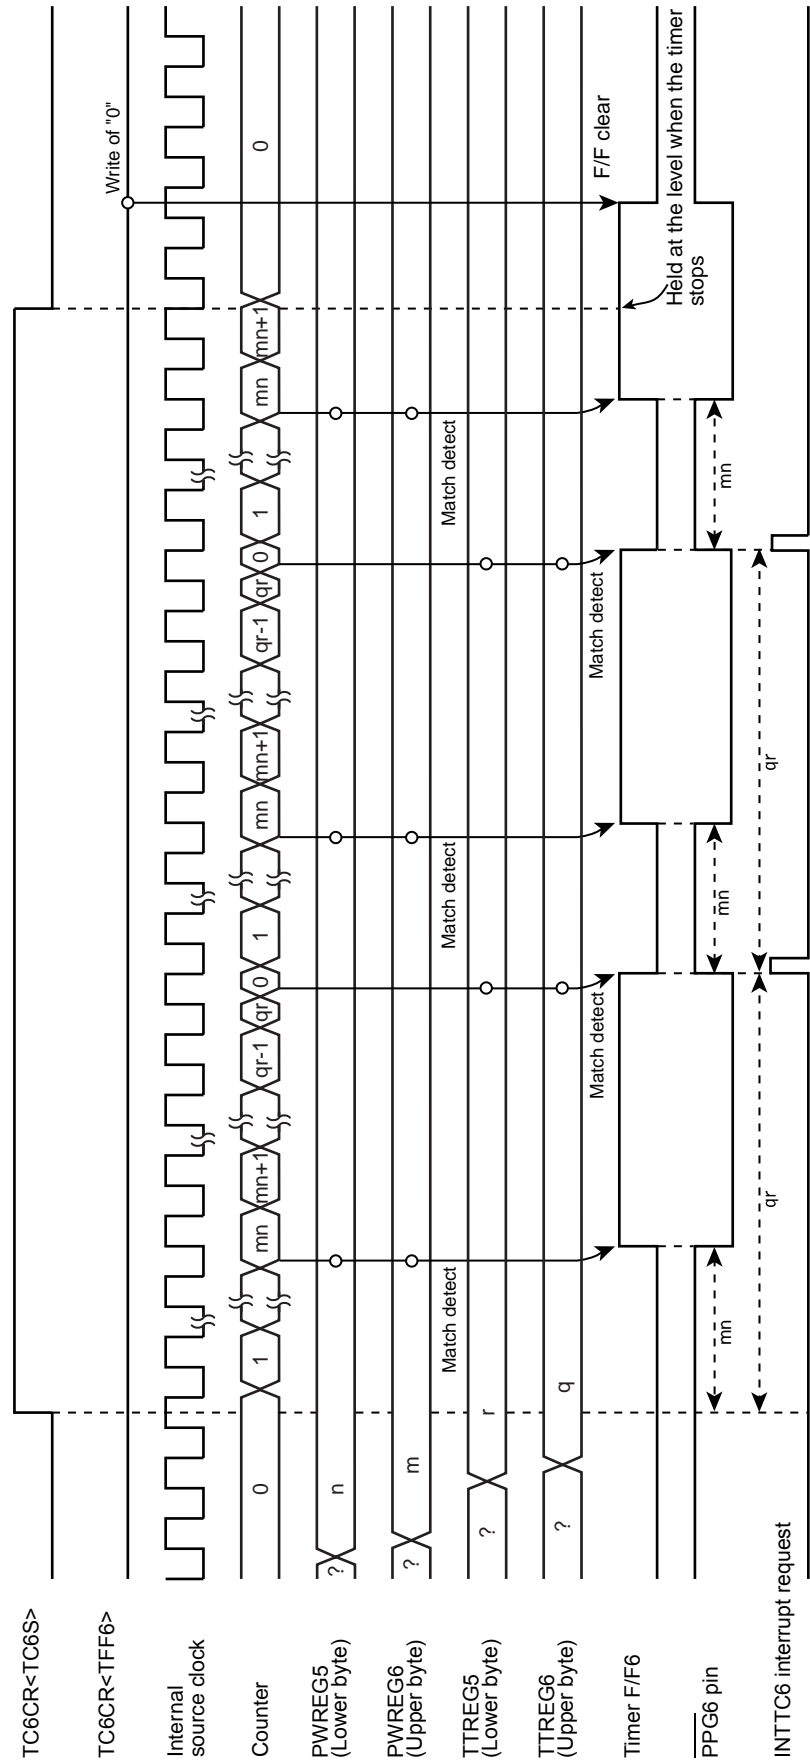 TC6CR<TC6S>
TC6CR<TFF6>
Write of "0"
Internal
source clock
Counter
0
1
mn
mn+1
qr-1
qr
0
1
mn
mn+1
qr-1
qr
0
1
mn
mn+1
0
PWREG5
(Lower byte)
?
n
PWREG6
(Upper byte)
?
m
Match detect
Match detect
Match detect
TTREG5
(Lower byte)
?
r
TTREG6
(Upper byte)
?
q
Match detect
Match detect
F/F clear
Timer F/F6
Held at the level when the timer
stops
PPG6 pin
mn
mn
mn
qr
qr
INTTC6 interrupt request